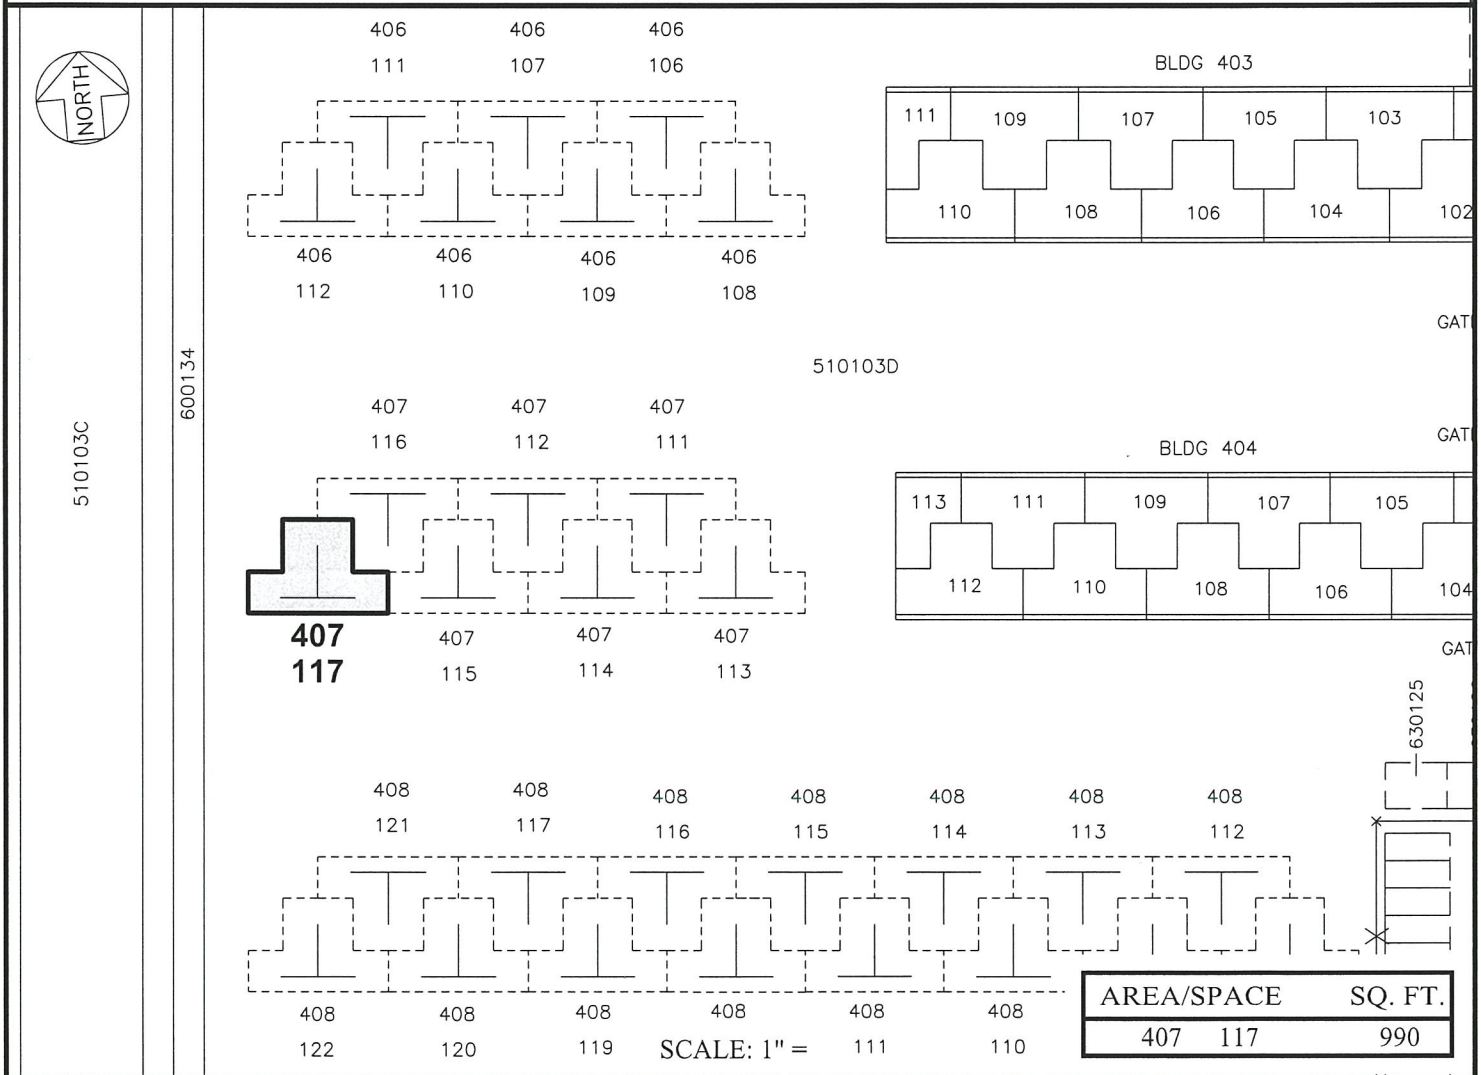 NORTH
406 406 406
111 107 106
BLDG 403
111 109 107 105 103
110 108 106 104 102
406 406 406 406
112 110 109 108
510103C
600134
510103D
407 407 407
116 112 111
BLDG 404
113 111 109 107 105
112 110 108 106 104
407 407 407 407
117 115 114 113
630125
408 408 408 408 408 408 408
121 117 116 115 114 113 112
408 408 408 408 408 408
122 120 119 SCALE: 1" = 111 110
AREA/SPACE SQ. FT.
407 117 990